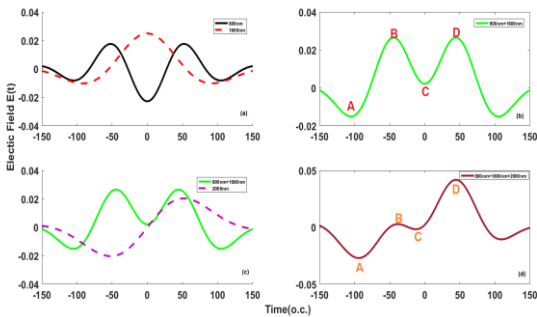 Electic Field E(t)
0.04
0.02
0
-0.02
-0.04
800nm
1600nm
(a)
-150 -100 -50 0 50 100 150
0.04
0.02
0
-0.02
800nm+1600nm
A
B
C
D
(b)
-150 -100 -50 0 50 100 150
0.04
0.02
0
-0.02
-0.04
800nm+1600nm
2000nm
(c)
-150 -100 -50 0 50 100 150
0.05
0
-0.05
800nm+1600nm+2000nm
A
B
C
D
(d)
-150 -100 -50 0 50 100 150
Time(o.c.)